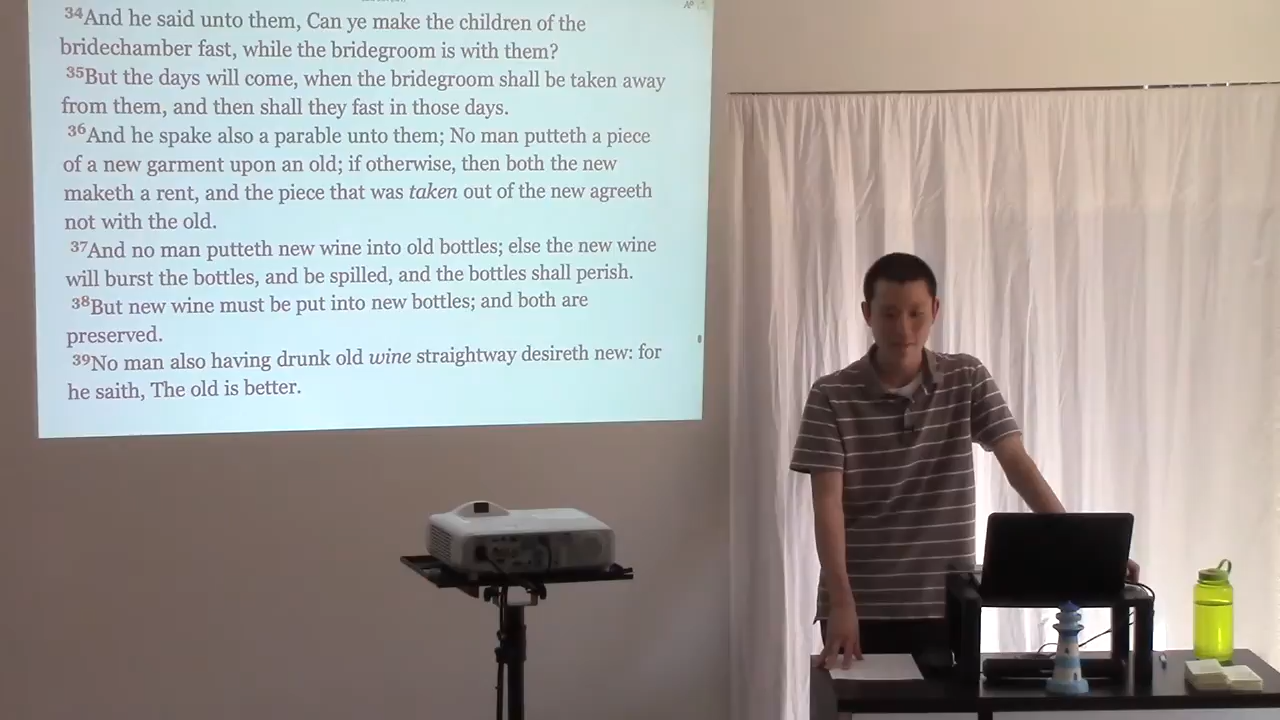 34And he said unto them, Can ye make the children of the
bridechamber fast, while the bridegroom is with them?
35But the days will come, when the bridegroom shall be taken away
from them, and then shall they fast in those days.
36And he spake also a parable unto them; No man putteth a piece
of a new garment upon an old; if otherwise, then both the new
maketh a rent, and the piece that was taken out of the new agreeth
not with the old.
37And no man putteth new wine into old bottles; else the new wine
will burst the bottles, and be spilled, and the bottles shall perish.
38But new wine must be put into new bottles; and both are
preserved.
39No man also having drunk old wine straightway desireth new: for
he saith, The old is better.